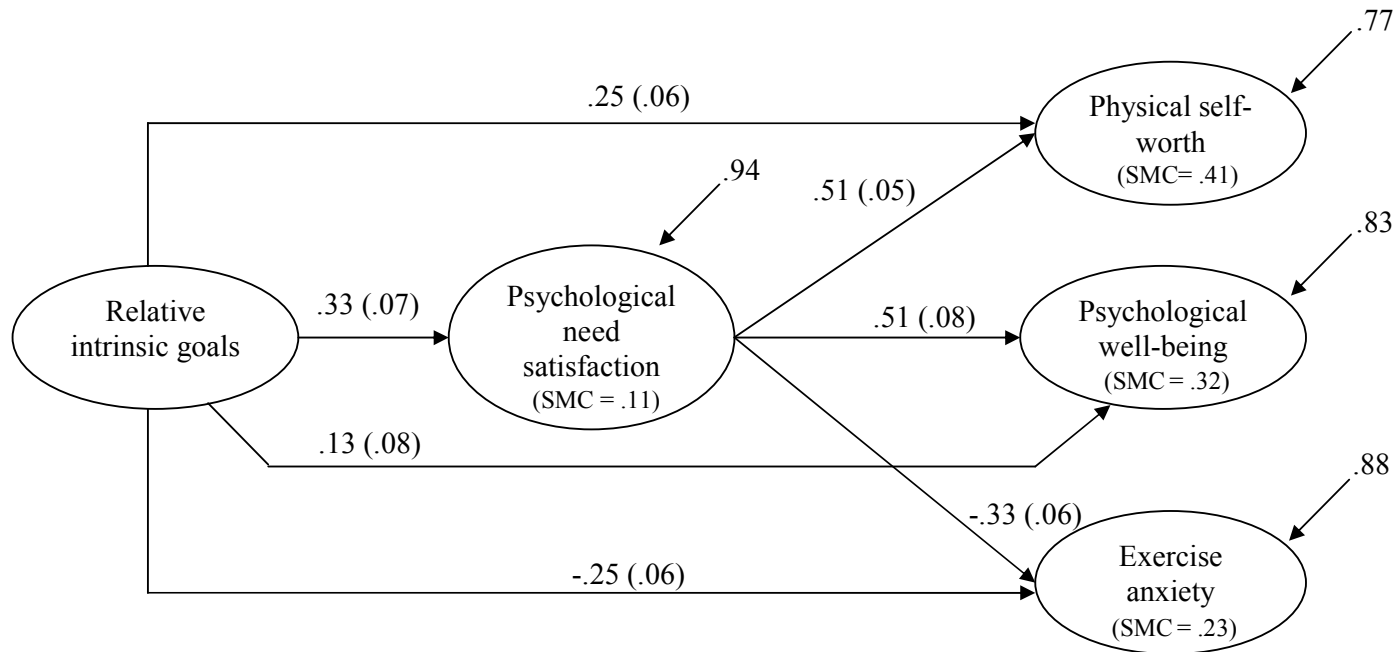 .77
.25 (.06)
Physical self-
worth
(SMC= .41)
.94
.51 (.05)
.83
Relative
intrinsic goals
.33 (.07)
Psychological
need
satisfaction
(SMC = .11)
.51 (.08)
Psychological
well-being
(SMC = .32)
.13 (.08)
.88
-.33 (.06)
-.25 (.06)
Exercise
anxiety
(SMC = .23)